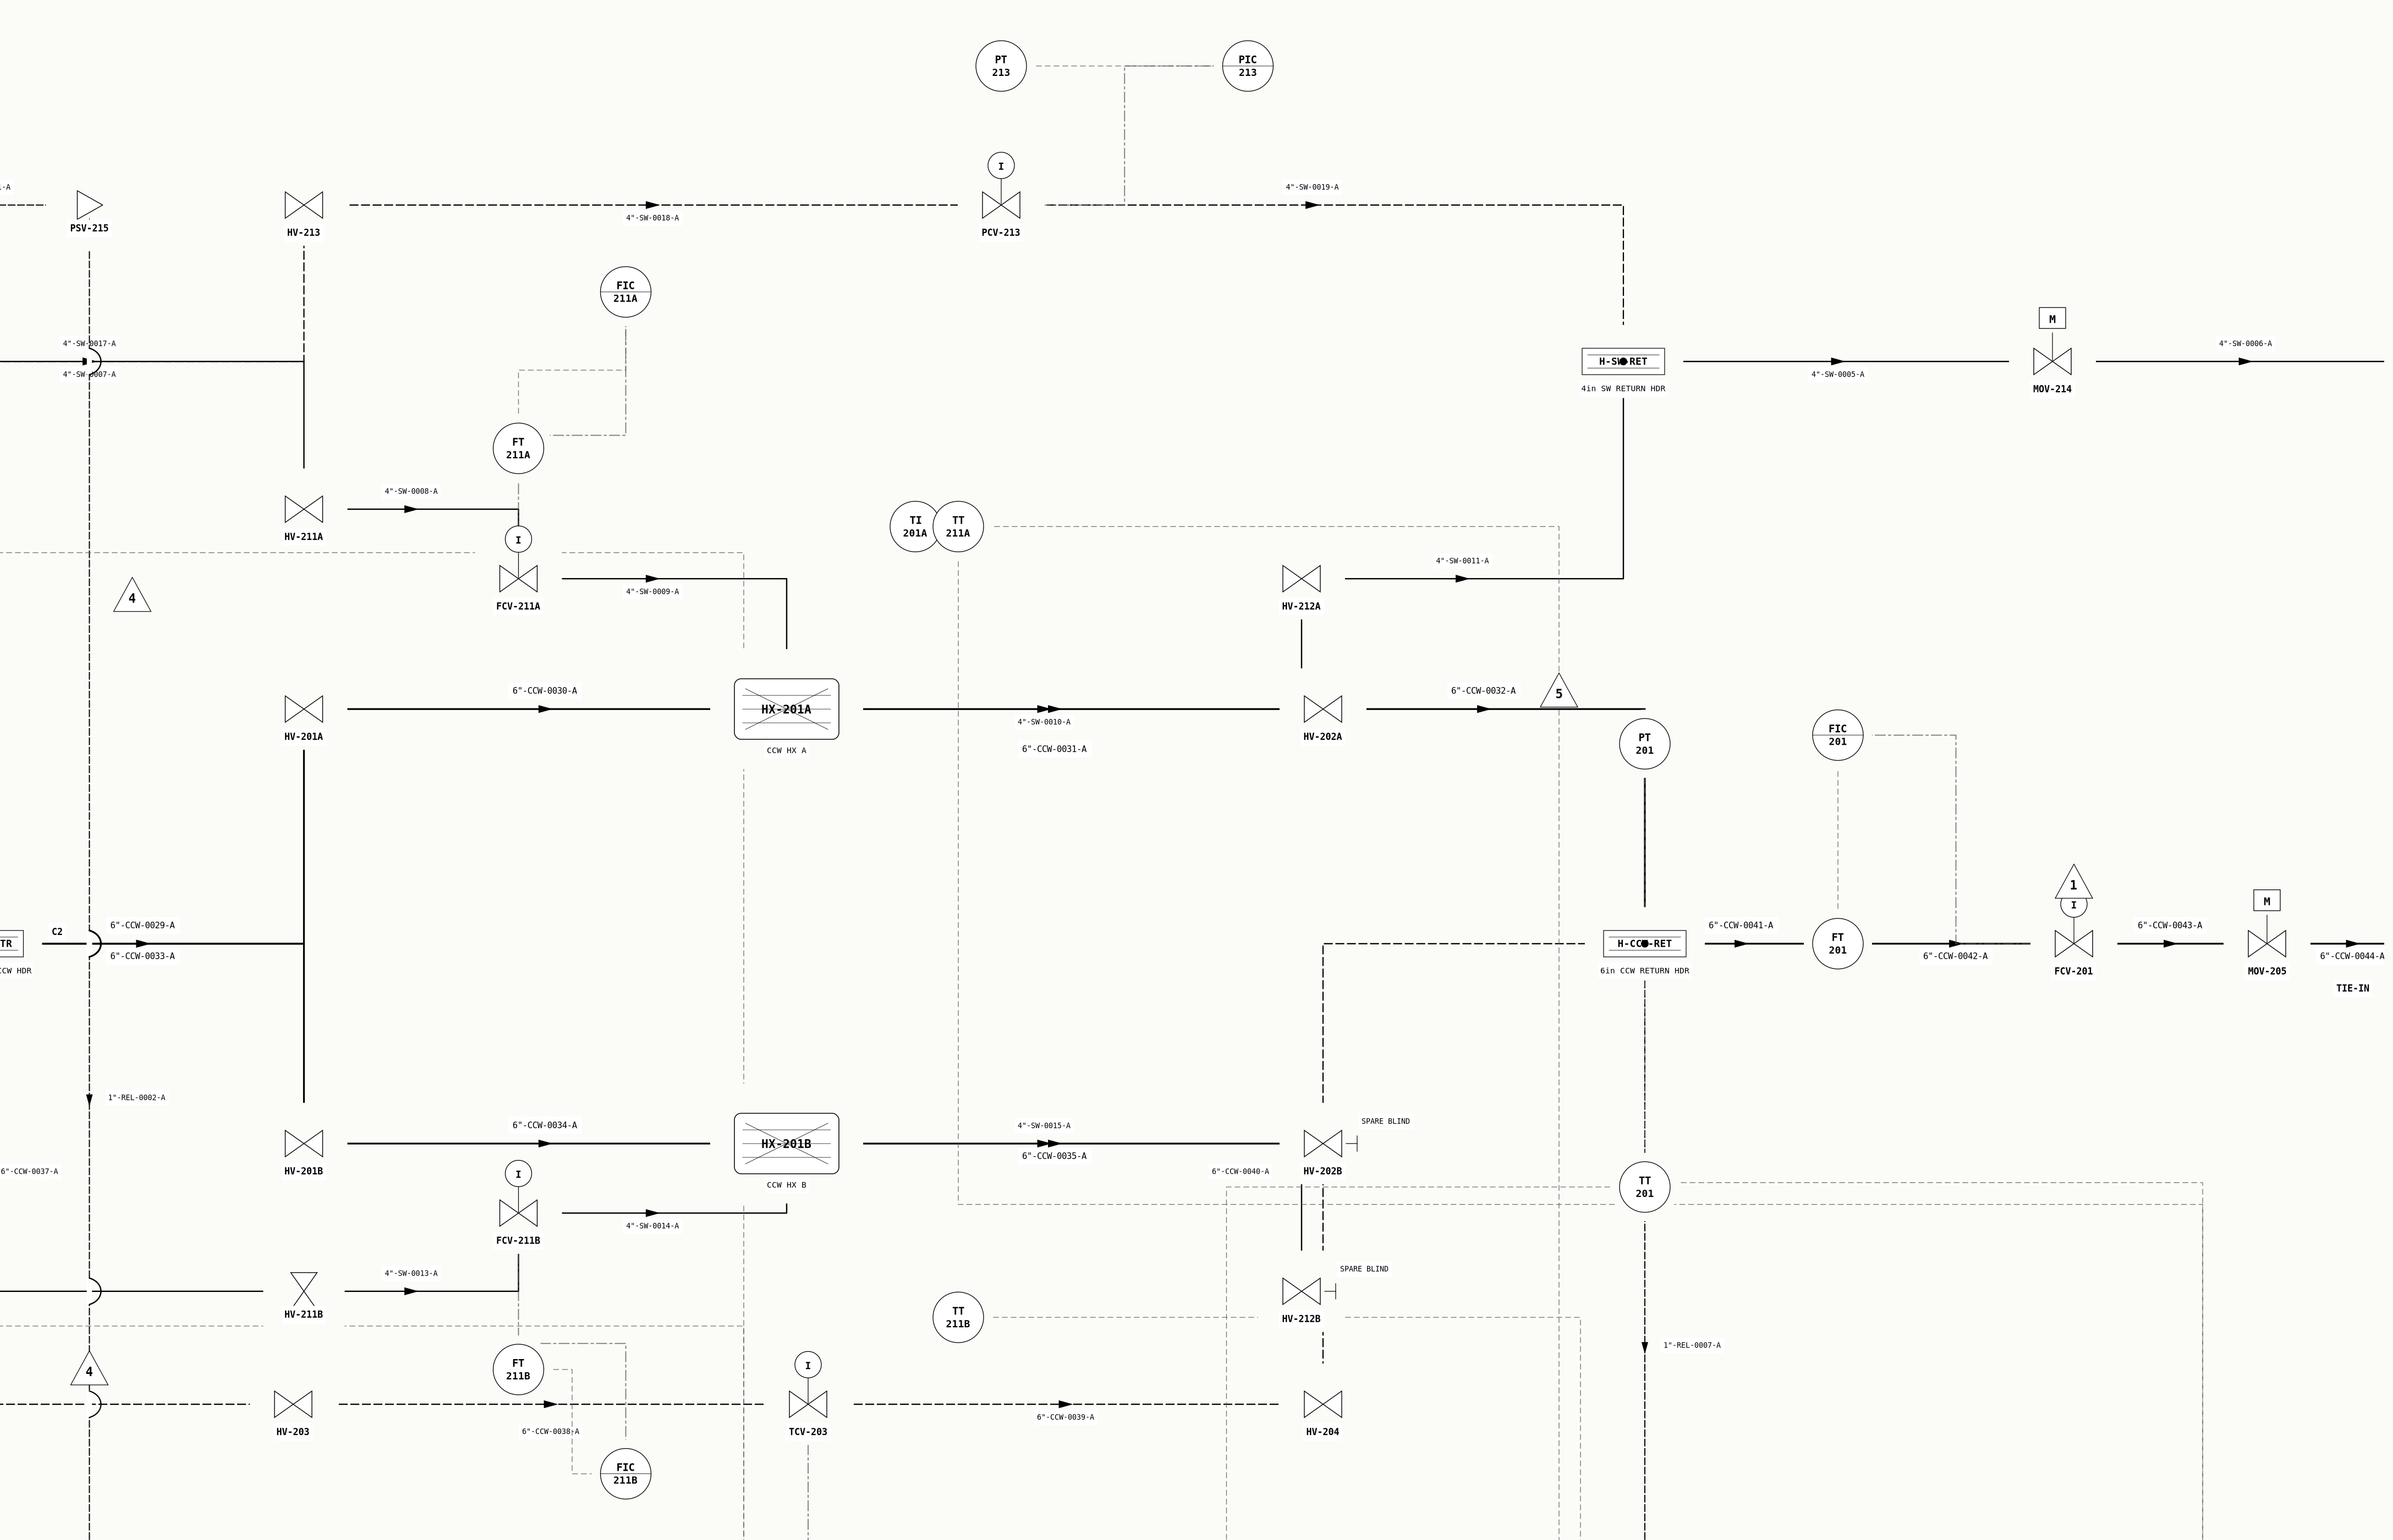 PT
213
PIC
213
I
-A
4"-SW-0019-A
PSV-215
HV-213
4"-SW-0018-A
PCV-213
FIC
211A
M
4"-SW-0017-A
4"-SW-0007-A
H-SW-RET
4in SW RETURN HDR
4"-SW-0005-A
MOV-214
4"-SW-0006-A
FT
211A
4"-SW-0008-A
HV-211A
I
TI
201A
TT
211A
4"-SW-0011-A
4
FCV-211A
4"-SW-0009-A
HV-212A
6"-CCW-0030-A
6"-CCW-0032-A
5
HV-201A
HX-201A
CCW HX A
4"-SW-0010-A
6"-CCW-0031-A
HV-202A
PT
201
FIC
201
1
I
M
TR
CCW HDR
C2
6"-CCW-0029-A
6"-CCW-0033-A
H-CCW-RET
6in CCW RETURN HDR
6"-CCW-0041-A
FT
201
6"-CCW-0042-A
FCV-201
6"-CCW-0043-A
MOV-205
6"-CCW-0044-A
TIE-IN
1"-REL-0002-A
6"-CCW-0034-A
4"-SW-0015-A
6"-CCW-0035-A
SPARE BLIND
6"-CCW-0037-A
HV-201B
HX-201B
CCW HX B
6"-CCW-0040-A
HV-202B
I
TT
201
FCV-211B
4"-SW-0014-A
4"-SW-0013-A
HV-211B
SPARE BLIND
TT
211B
HV-212B
1"-REL-0007-A
4
FT
211B
I
HV-203
6"-CCW-0038-A
TCV-203
6"-CCW-0039-A
HV-204
FIC
211B